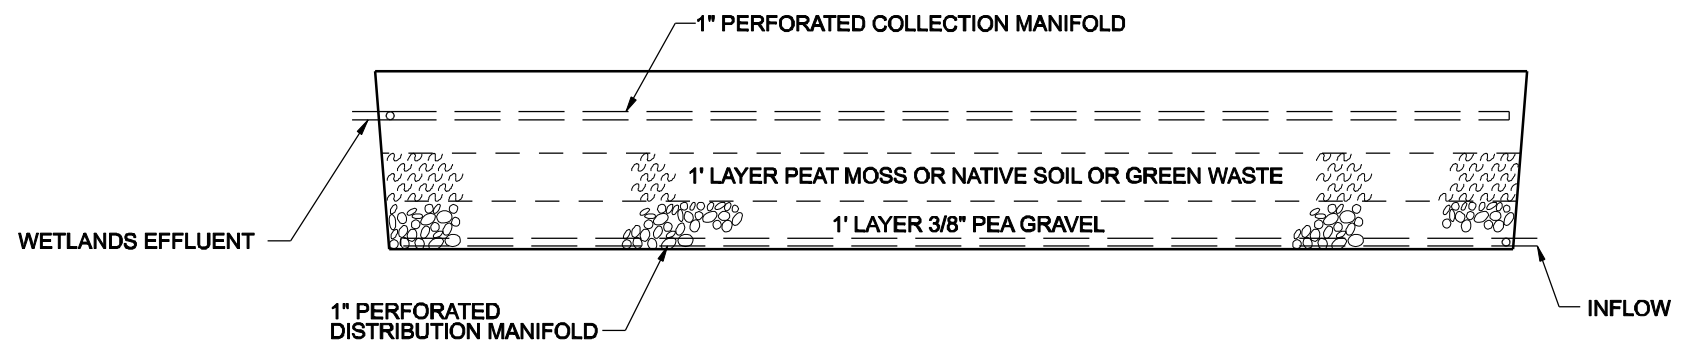 1" PERFORATED COLLECTION MANIFOLD
1' LAYER PEAT MOSS OR NATIVE SOIL OR GREEN WASTE
1' LAYER 3/8" PEA GRAVEL
WETLANDS EFFLUENT
1" PERFORATED
DISTRIBUTION MANIFOLD
INFLOW